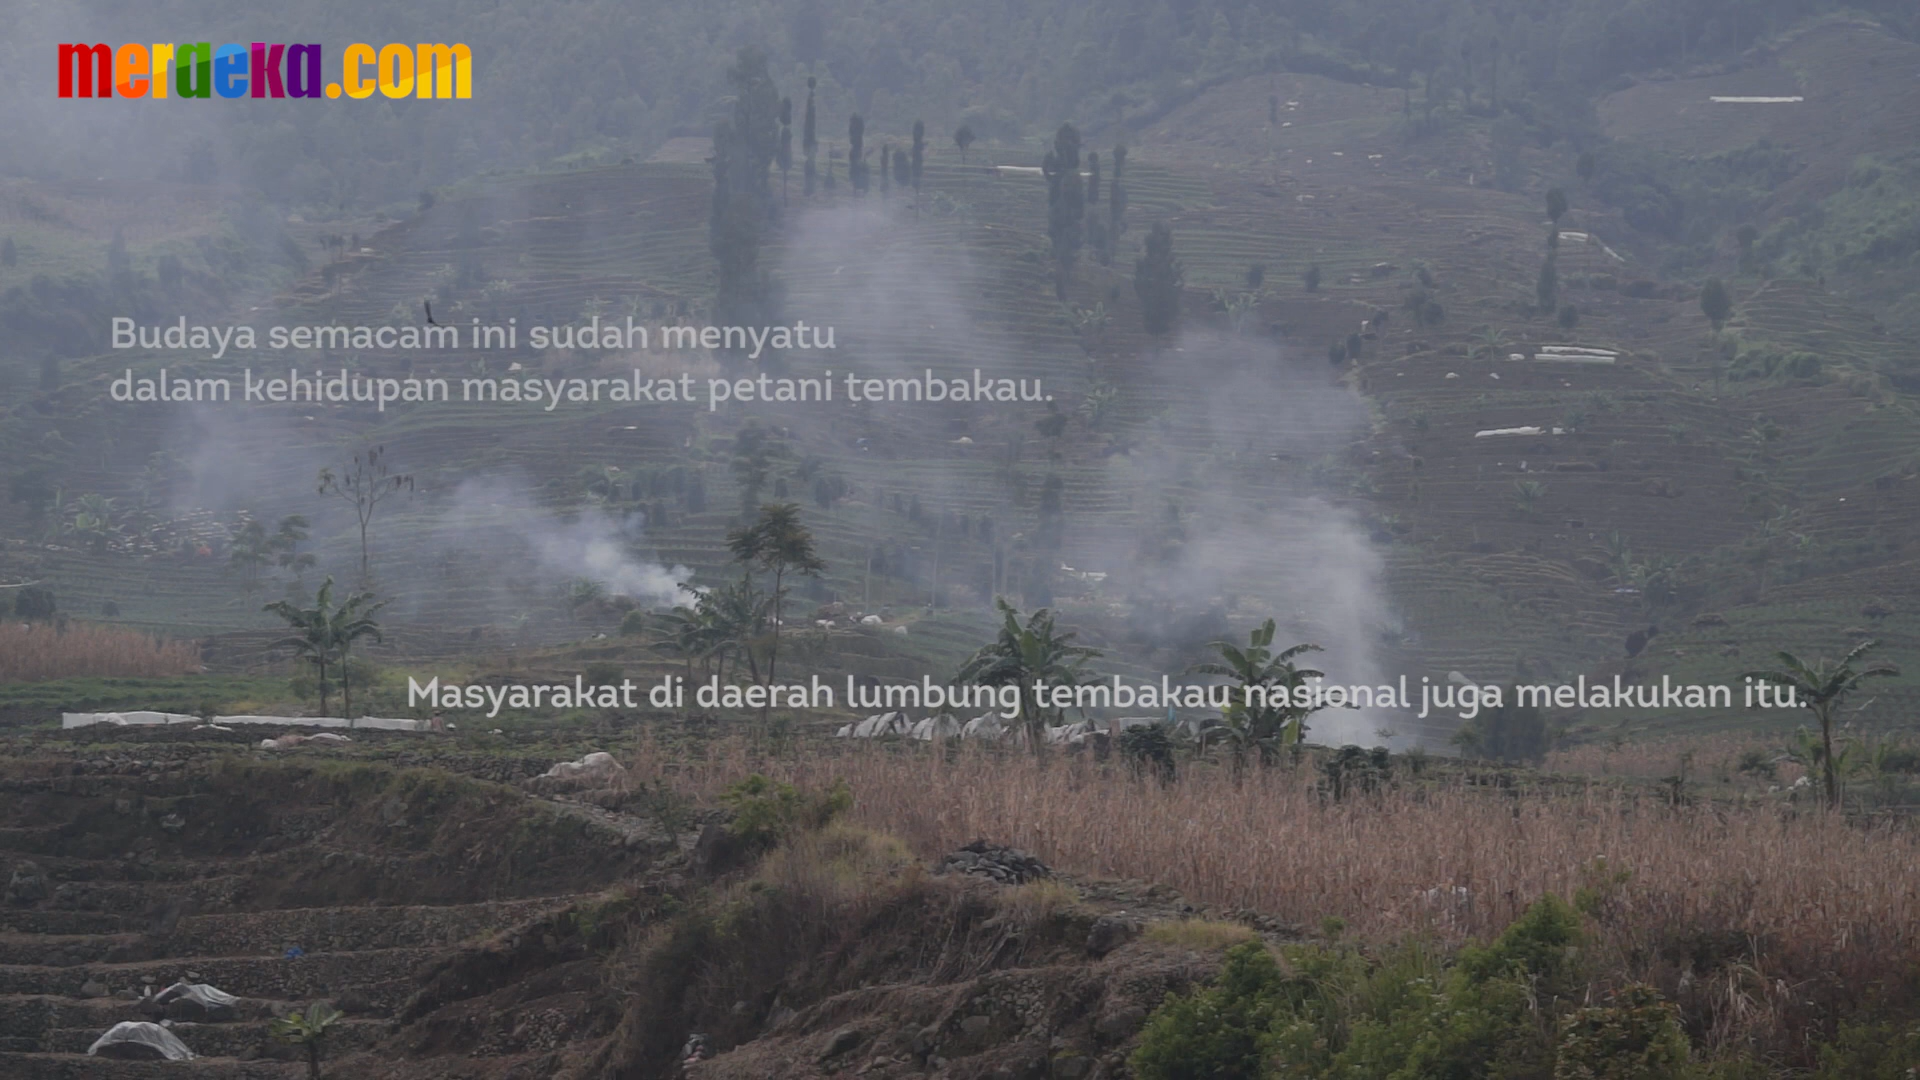 merdeka.com
Budaya semacam ini sudah menyatu
dalam kehidupan masyarakat petani tembakau.
Masyarakat di daerah lumbung tembakau nasional juga melakukan itu.